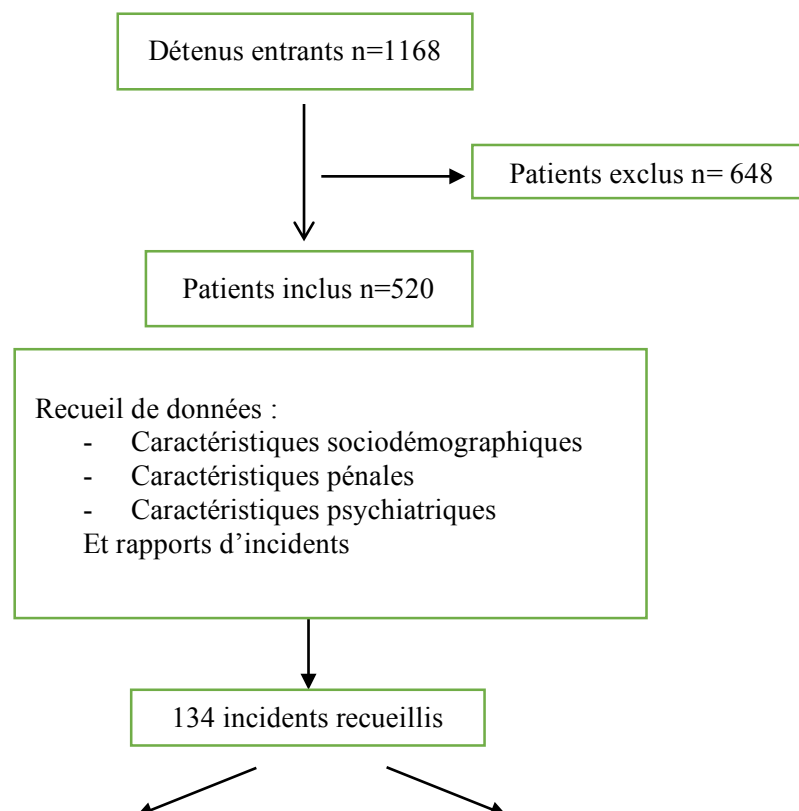 Détenus entrants n=1168
Patients exclus n= 648
Patients inclus n=520
Recueil de données :
- Caractéristiques sociodémographiques
- Caractéristiques pénales
- Caractéristiques psychiatriques
Et rapports d’incidents
134 incidents recueillis